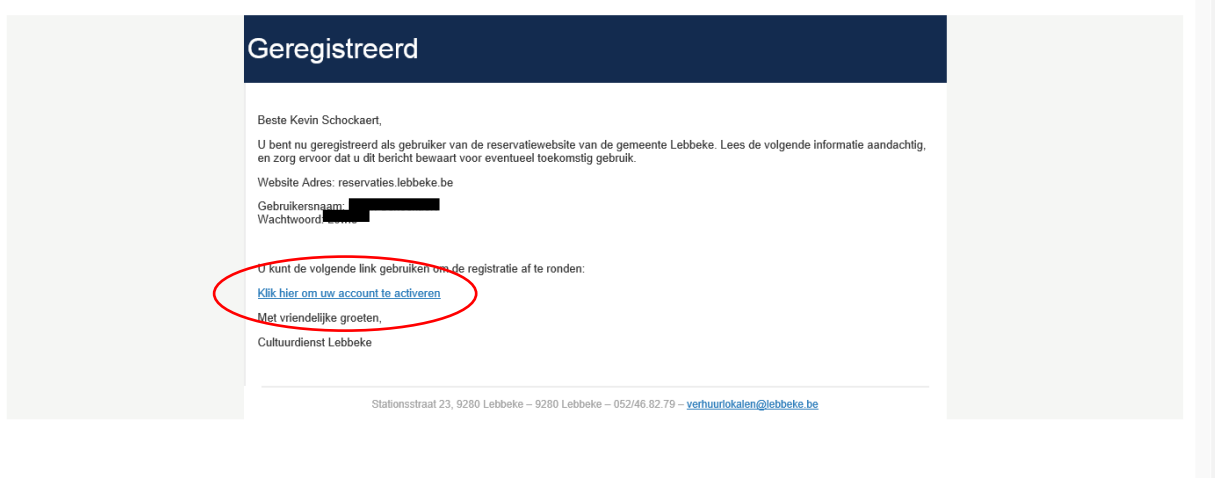 Geregistreerd
Beste Kevin Schockaert,
U bent nu geregistreerd als gebruiker van de reservatiewebsite van de gemeente Lebbeke. Lees de volgende informatie aandachtig,
en zorg ervoor dat u dit bericht bewaart voor eventueel toekomstig gebruik.
Website Adres: reservaties.lebbeke.be
Gebruikersnaam:
Wachtwoord:
U kunt de volgende link gebruiken om de registratie af te ronden:
Klik hier om uw account te activeren
Met vriendelijke groeten,
Cultuurdienst Lebbeke
Stationsstraat 23, 9280 Lebbeke – 9280 Lebbeke – 052/46.82.79 – verhuurlokalen@lebbeke.be